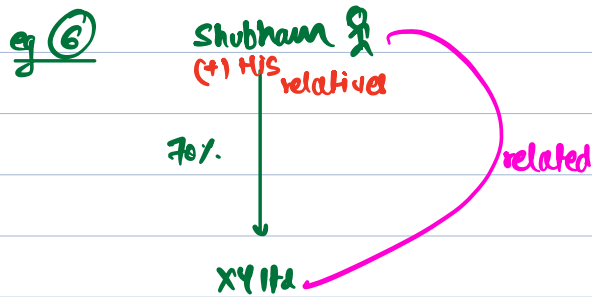 eg 6
Shubham
(+) His relatives
70%.
related
XY ltd